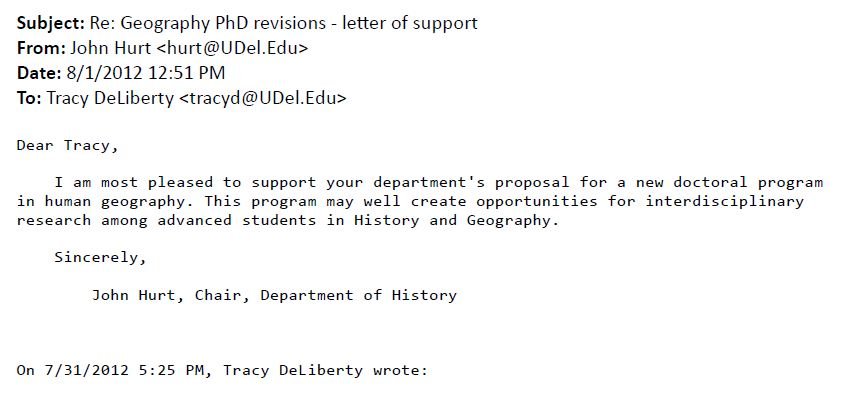 Subject: Re: Geography PhD revisions - letter of support
From: John Hurt <hurt@UDel.Edu>
Date: 8/1/2012 12:51 PM
To: Tracy DeLiberty <tracyd@UDel.Edu>
Dear Tracy,
I am most pleased to support your department's proposal for a new doctoral program
in human geography. This program may well create opportunities for interdisciplinary
research among advanced students in History and Geography.
Sincerely,
John Hurt, Chair, Department of History
On 7/31/2012 5:25 PM, Tracy DeLiberty wrote: